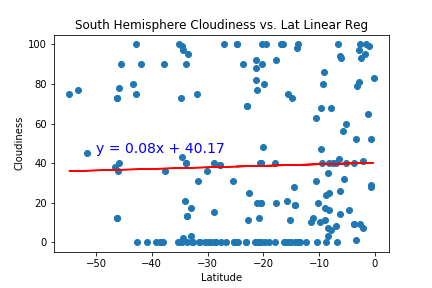 South Hemisphere Cloudiness vs. Lat Linear Reg
100
80
60
40
20
0
Cloudiness
y = 0.08x + 40.17
−50 −40 −30 −20 −10 0
Latitude